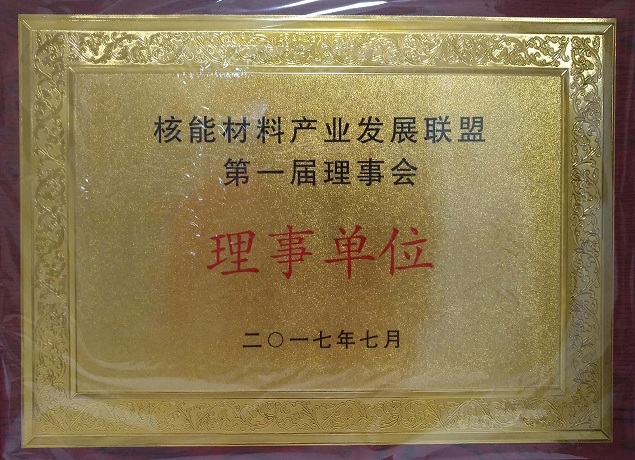 核能材料产业发展联盟
第一届理事会
理事单位
二〇一七年七月